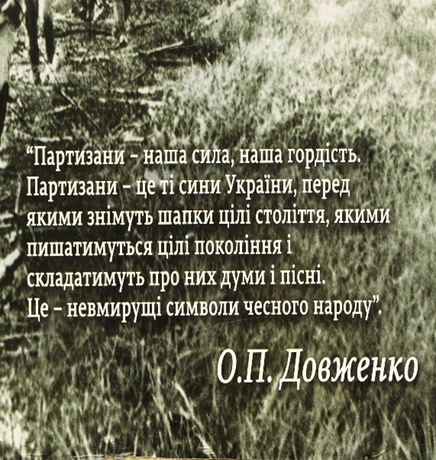 “Партизани – наша сила, наша гордість.
Партизани – це ті сини України, перед
якими знімуть шапки цілі століття, якими
пишатимуться цілі покоління і
складатимуть про них думи і пісні.
Це – невмирущі символи чесного народу”.
О.П. Довженко